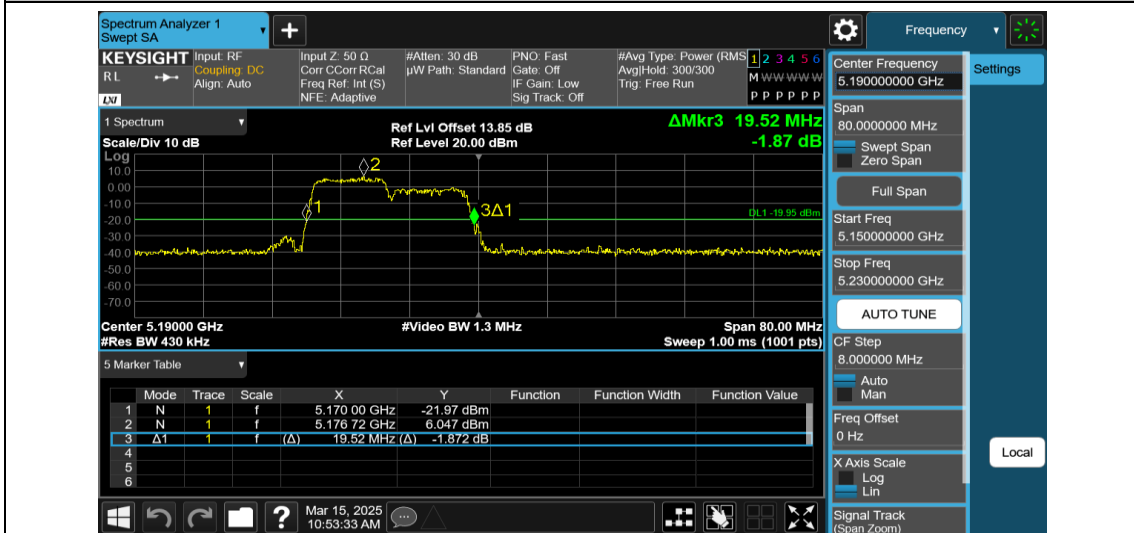 Spectrum Analyzer 1
Swept SA
Frequency
KEYSIGHT
R L
LXI
Input: RF
Coupling: DC
Align: Auto
Input Z: 50 Ω
Corr CCorr RCal
Freq Ref: Int (S)
NFE: Adaptive
#Atten: 30 dB
µW Path: Standard
PNO: Fast
Gate: Off
IF Gain: Low
Sig Track: Off
#Avg Type: Power (RMS
Avg|Hold: 300/300
Trig: Free Run
1 2 3 4 5 6
M W W W W W
P P P P P P
1 Spectrum
Scale/Div 10 dB
Ref Lvl Offset 13.85 dB
Ref Level 20.00 dBm
ΔMkr3 19.52 MHz
-1.87 dB
Log
10.0
0.00
-10.0
-20.0
-30.0
-40.0
-50.0
-60.0
-70.0
2
1
3Δ1
DL1 -19.95 dBm
Center 5.19000 GHz
#Video BW 1.3 MHz
Span 80.00 MHz
#Res BW 430 kHz
Sweep 1.00 ms (1001 pts)
5 Marker Table
Mode Trace Scale X Y Function Function Width Function Value
1 N 1 f 5.170 00 GHz -21.97 dBm
2 N 1 f 5.176 72 GHz 6.047 dBm
3 Δ1 1 f (Δ) 19.52 MHz (Δ) -1.872 dB
4
5
6
?
Mar 15, 2025
10:53:33 AM
Center Frequency
5.190000000 GHz
Settings
Span
80.0000000 MHz
Swept Span
Zero Span
Full Span
Start Freq
5.150000000 GHz
Stop Freq
5.230000000 GHz
AUTO TUNE
CF Step
8.000000 MHz
Auto
Man
Freq Offset
0 Hz
Local
X Axis Scale
Log
Lin
Signal Track
(Span Zoom)